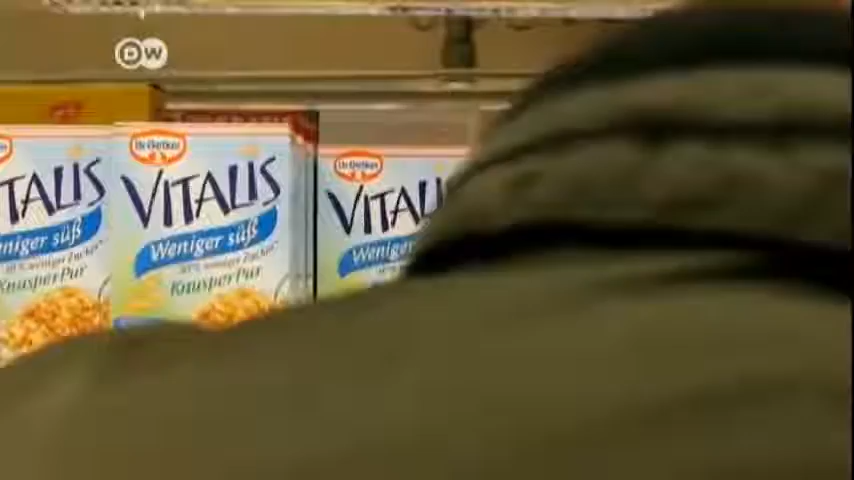 DW
Dr. Oetker
VITALIS
Weniger süß
KnusperPur
Dr. Oetker
VITALIS
Weniger süß
30% weniger Zucker
KnusperPur
Dr. Oetker
VITAL
Weniger